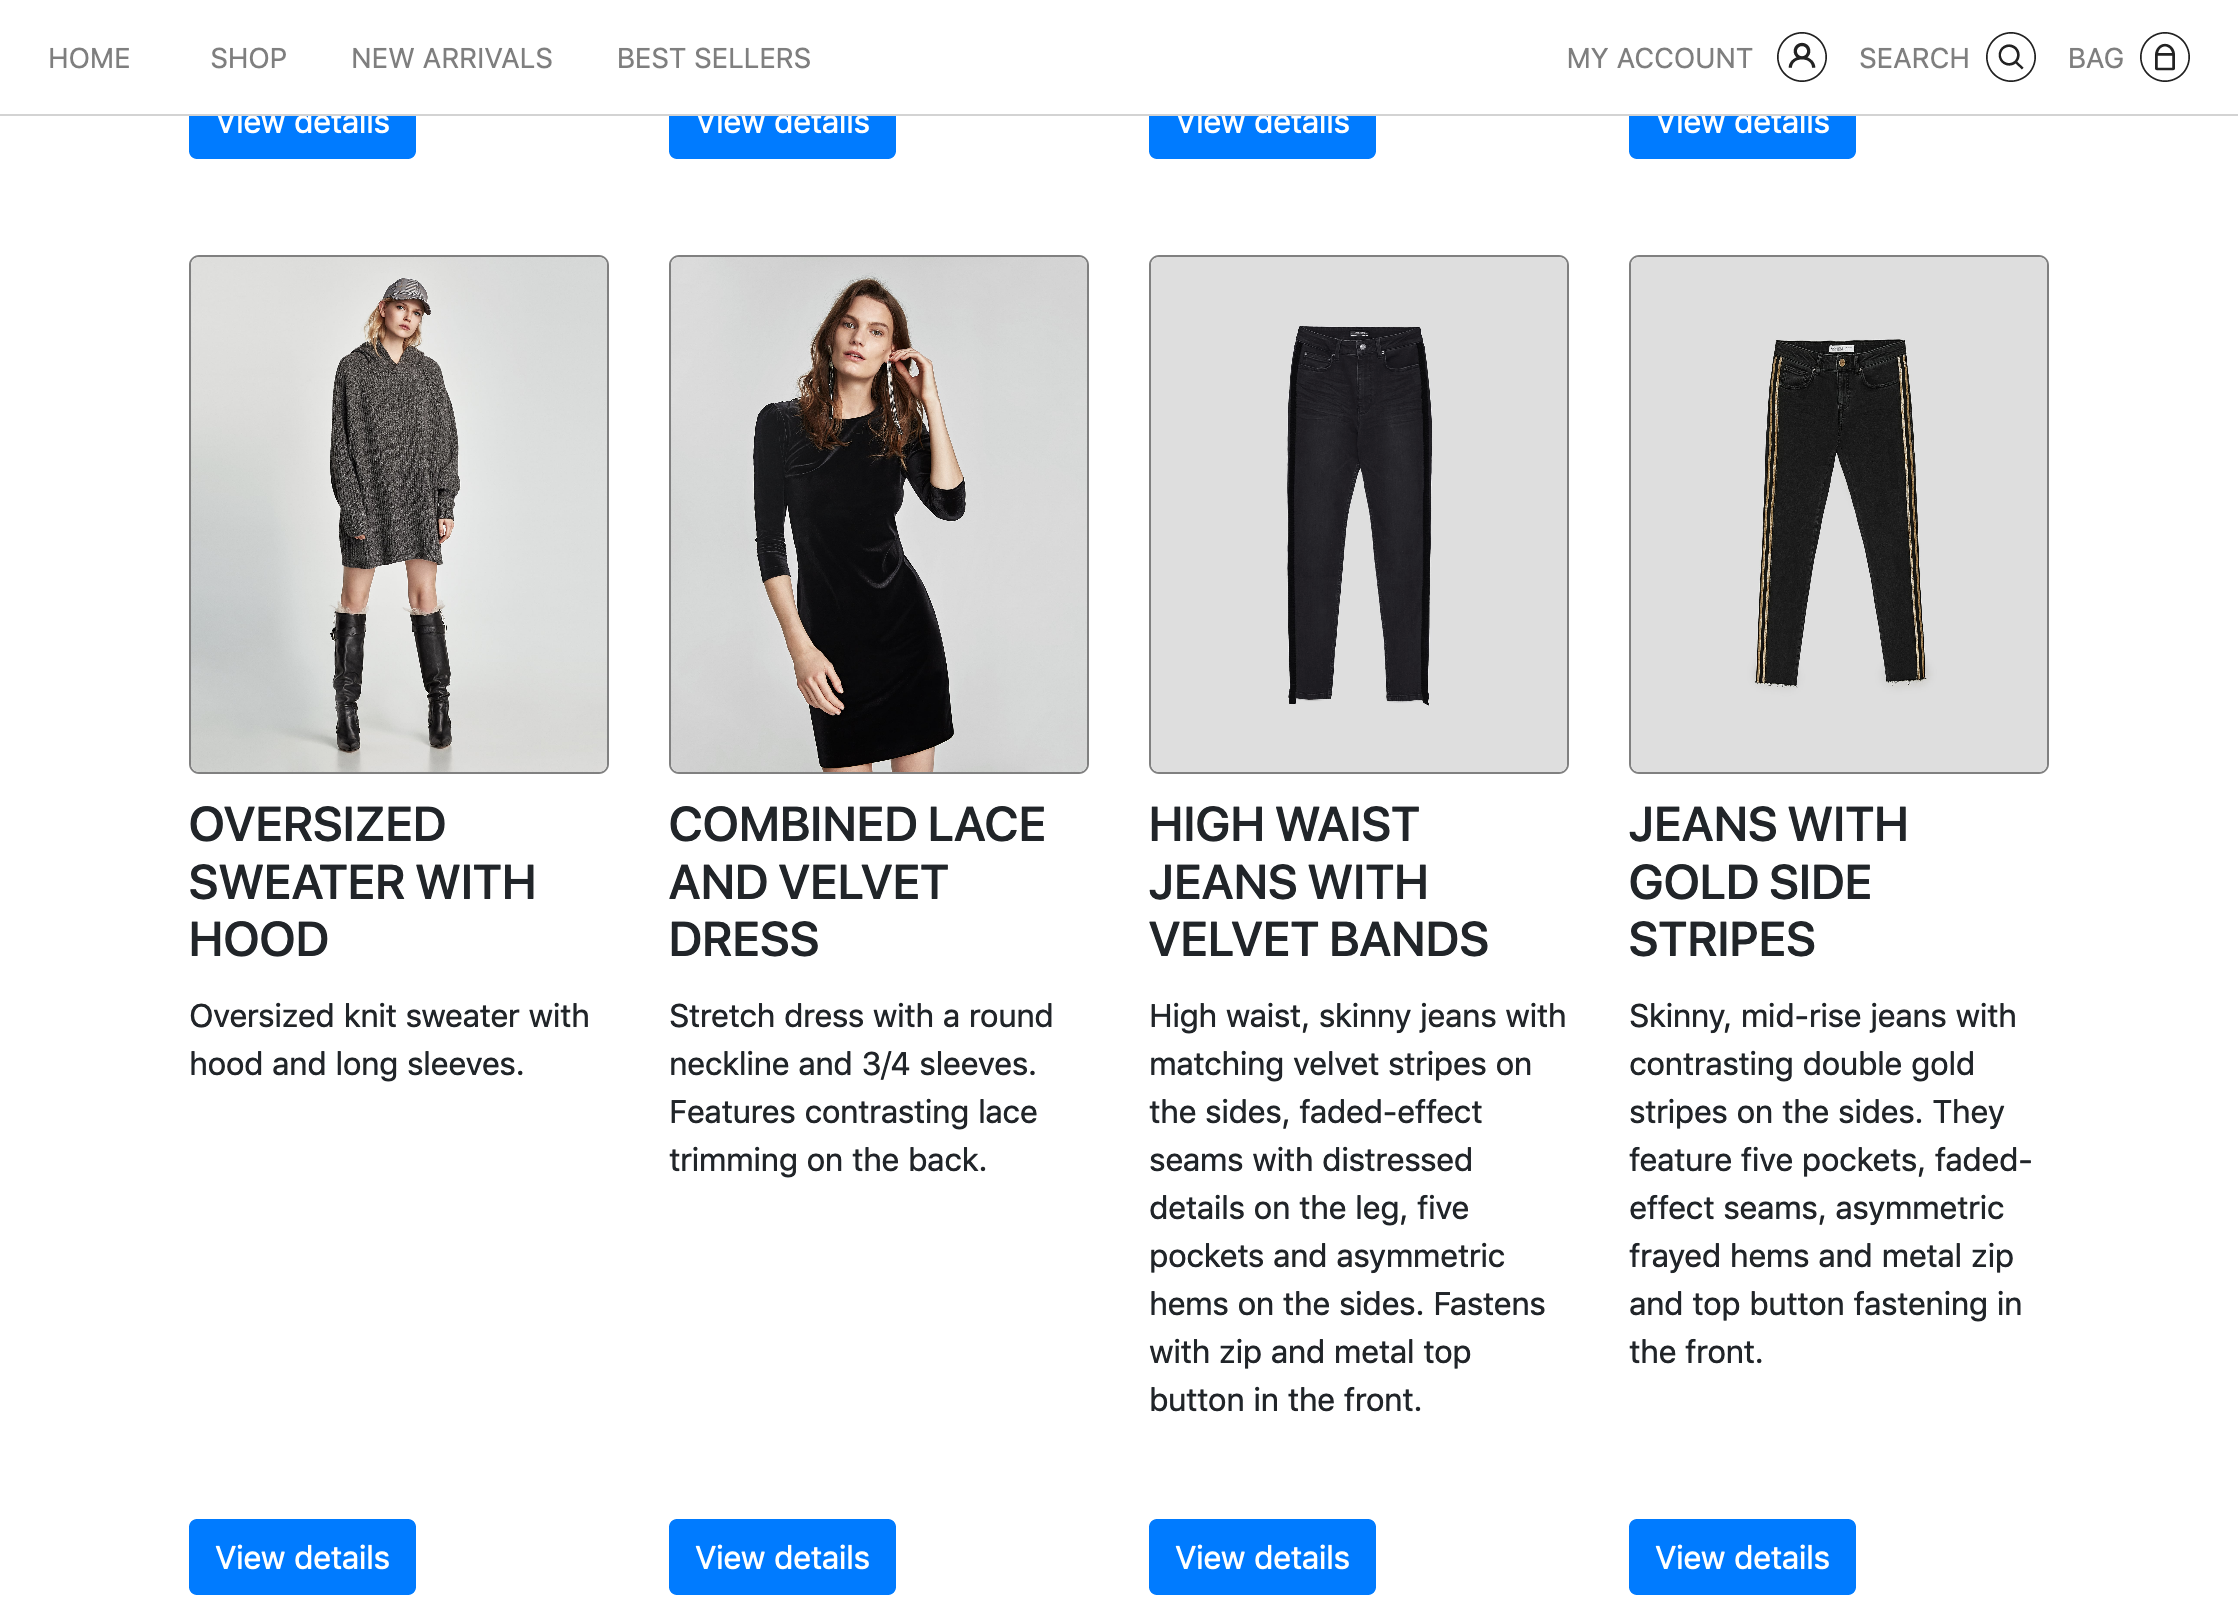 HOME SHOP NEW ARRIVALS BEST SELLERS MY ACCOUNT SEARCH BAG
View details View details View details View details
OVERSIZED
SWEATER WITH
HOOD
Oversized knit sweater with
hood and long sleeves.
View details
COMBINED LACE
AND VELVET
DRESS
Stretch dress with a round
neckline and 3/4 sleeves.
Features contrasting lace
trimming on the back.
View details
HIGH WAIST
JEANS WITH
VELVET BANDS
High waist, skinny jeans with
matching velvet stripes on
the sides, faded-effect
seams with distressed
details on the leg, five
pockets and asymmetric
hems on the sides. Fastens
with zip and metal top
button in the front.
View details
JEANS WITH
GOLD SIDE
STRIPES
Skinny, mid-rise jeans with
contrasting double gold
stripes on the sides. They
feature five pockets, faded-
effect seams, asymmetric
frayed hems and metal zip
and top button fastening in
the front.
View details